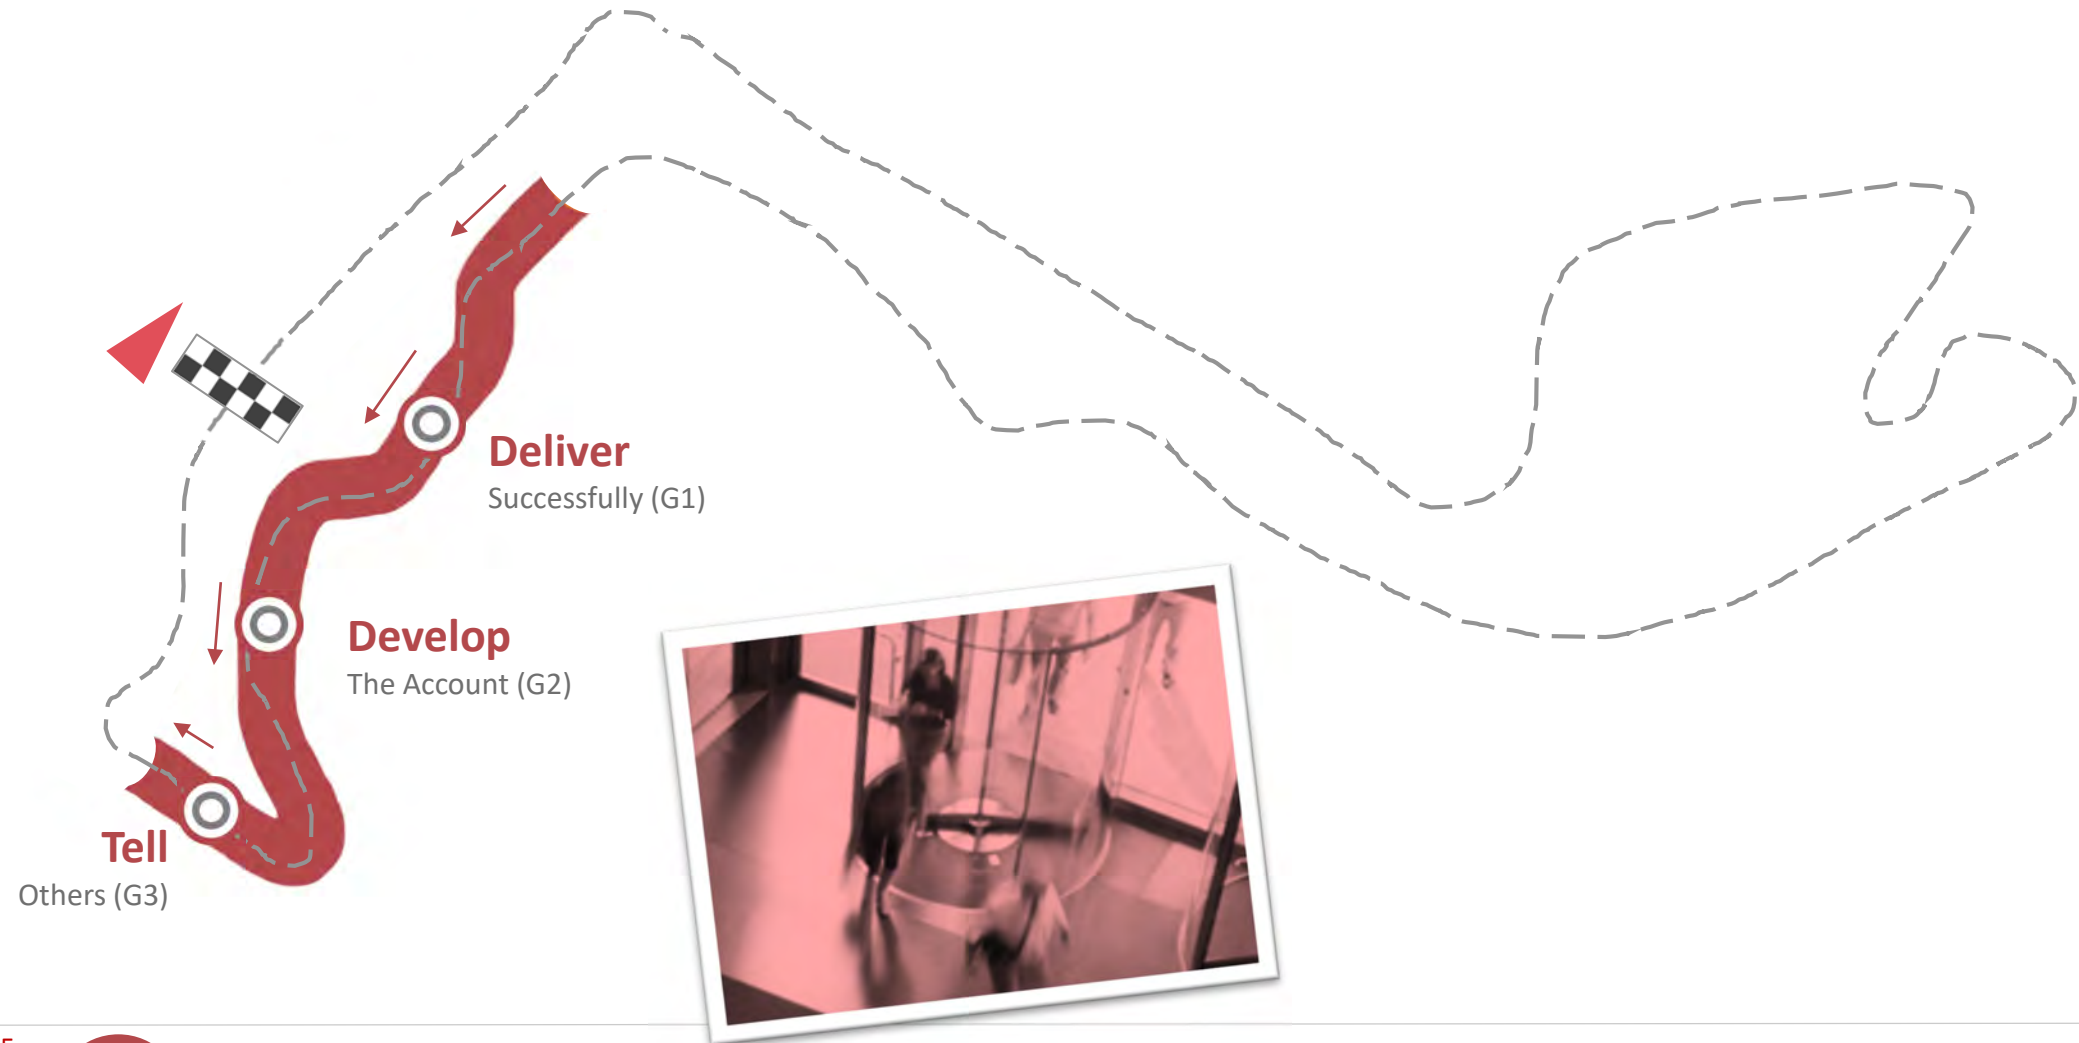 Deliver
Successfully (G1)
Develop
The Account (G2)
Tell
Others (G3)